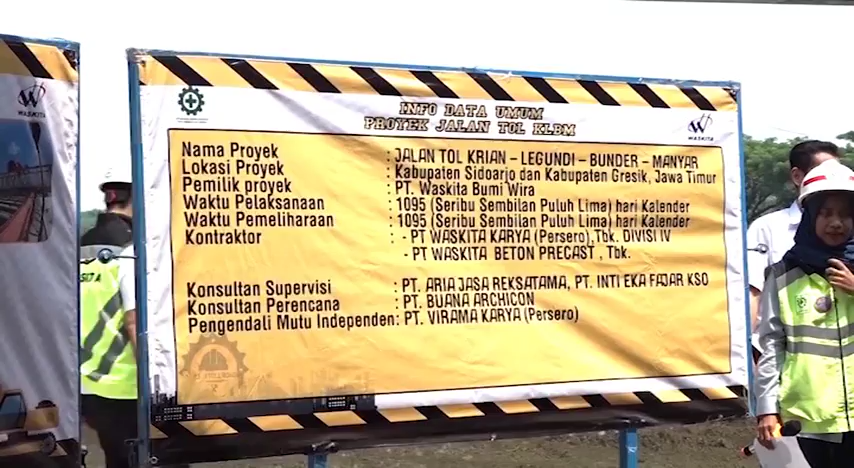 INFO DATA UMUM
PROYEK JALAN TOL KLBM
WASKITA
WASKITA
Nama Proyek : JALAN TOL KRIAN - LEGUNDI - BUNDER - MANYAR
Lokasi Proyek : Kabupaten Sidoarjo dan Kabupaten Gresik, Jawa Timur
Pemilik proyek : PT. Waskita Bumi Wira
Waktu Pelaksanaan : 1095 (Seribu Sembilan Puluh Lima) hari Kalender
Waktu Pemeliharaan : 1095 (Seribu Sembilan Puluh Lima) hari Kalender
Kontraktor : - PT WASKITA KARYA (Persero),Tbk. DIVISI IV
- PT WASKITA BETON PRECAST , Tbk.
Konsultan Supervisi : PT. ARIA JASA REKSATAMA, PT. INTI EKA FAJAR KSO
Konsultan Perencana : PT. BUANA ARCHICON
Pengendali Mutu Independen: PT. VIRAMA KARYA (Persero)